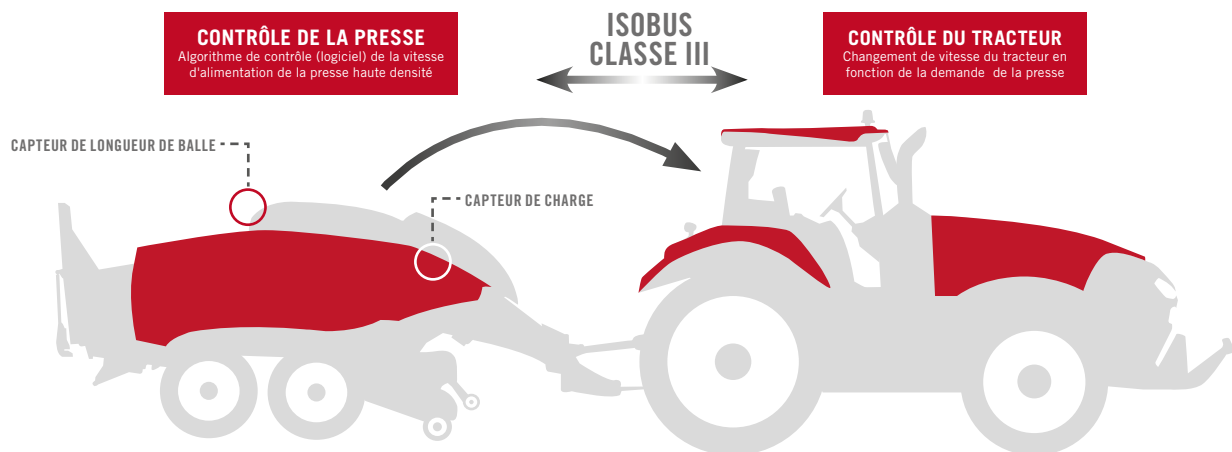 CONTRÔLE DE LA PRESSE
Algorithme de contrôle (logiciel) de la vitesse
d'alimentation de la presse haute densité
ISOBUS
CLASSE III
CONTRÔLE DU TRACTEUR
Changement de vitesse du tracteur en
fonction de la demande de la presse
CAPTEUR DE LONGUEUR DE BALLE
CAPTEUR DE CHARGE